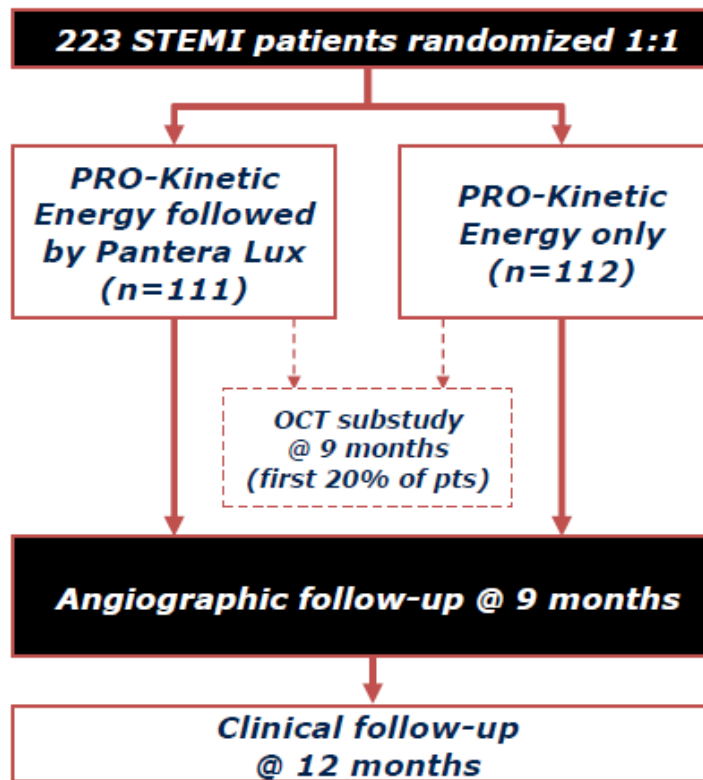 223 STEMI patients randomized 1:1
PRO-Kinetic
Energy followed
by Pantera Lux
(n=111)
PRO-Kinetic
Energy only
(n=112)
OCT substudy
@ 9 months
(first 20% of pts)
Angiographic follow-up @ 9 months
Clinical follow-up
@ 12 months